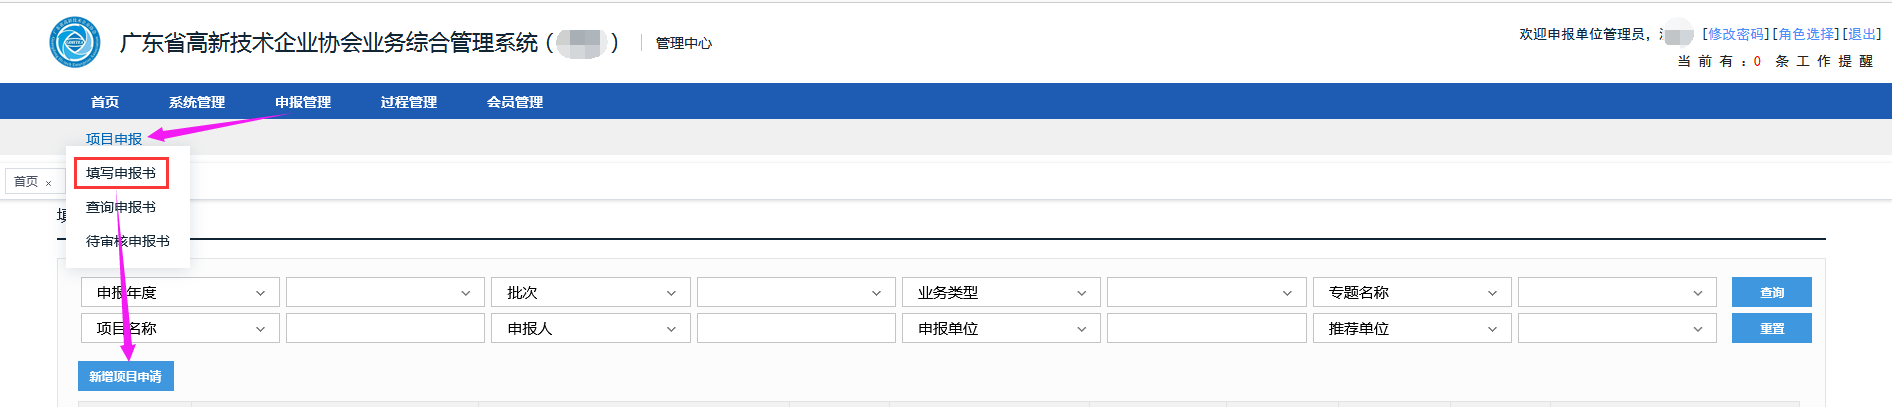 广东省高新技术企业协会业务综合管理系统（ ） 管理中心
欢迎申报单位管理员， [修改密码][角色选择][退出]
当前有：0 条工作提醒
首页 系统管理 申报管理 过程管理 会员管理
项目申报
填写申报书
首页 ×
查询申报书
待审核申报书
申报年度 批次 业务类型 专题名称 查询
项目名称 申报人 申报单位 推荐单位 重置
新增项目申请